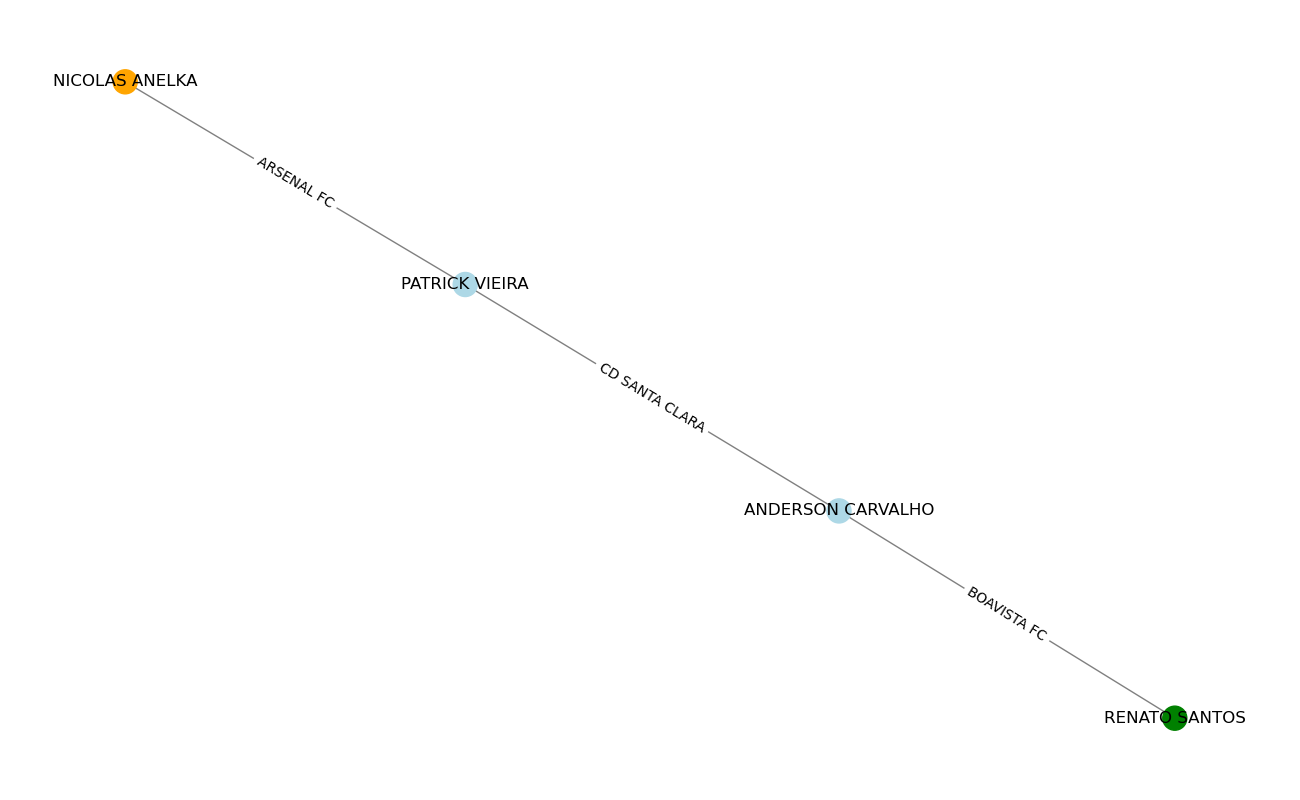 NICOLAS ANELKA
ARSENAL FC
PATRICK VIEIRA
CD SANTA CLARA
ANDERSON CARVALHO
BOAVISTA FC
RENATO SANTOS